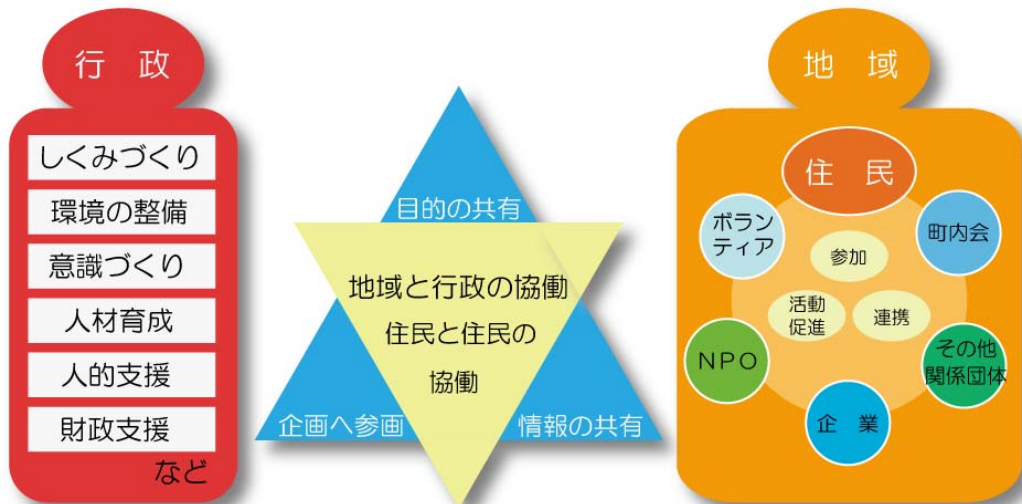 行 政
しくみづくり
環境の整備
意識づくり
人材育成
人的支援
財政支援
など
目的の共有
地域と行政の協働
住民と住民の
協働
企画へ参画
情報の共有
地 域
住 民
ボラン
ティア
町内会
参加
活動
促進
連携
NPO
その他
関係団体
企 業